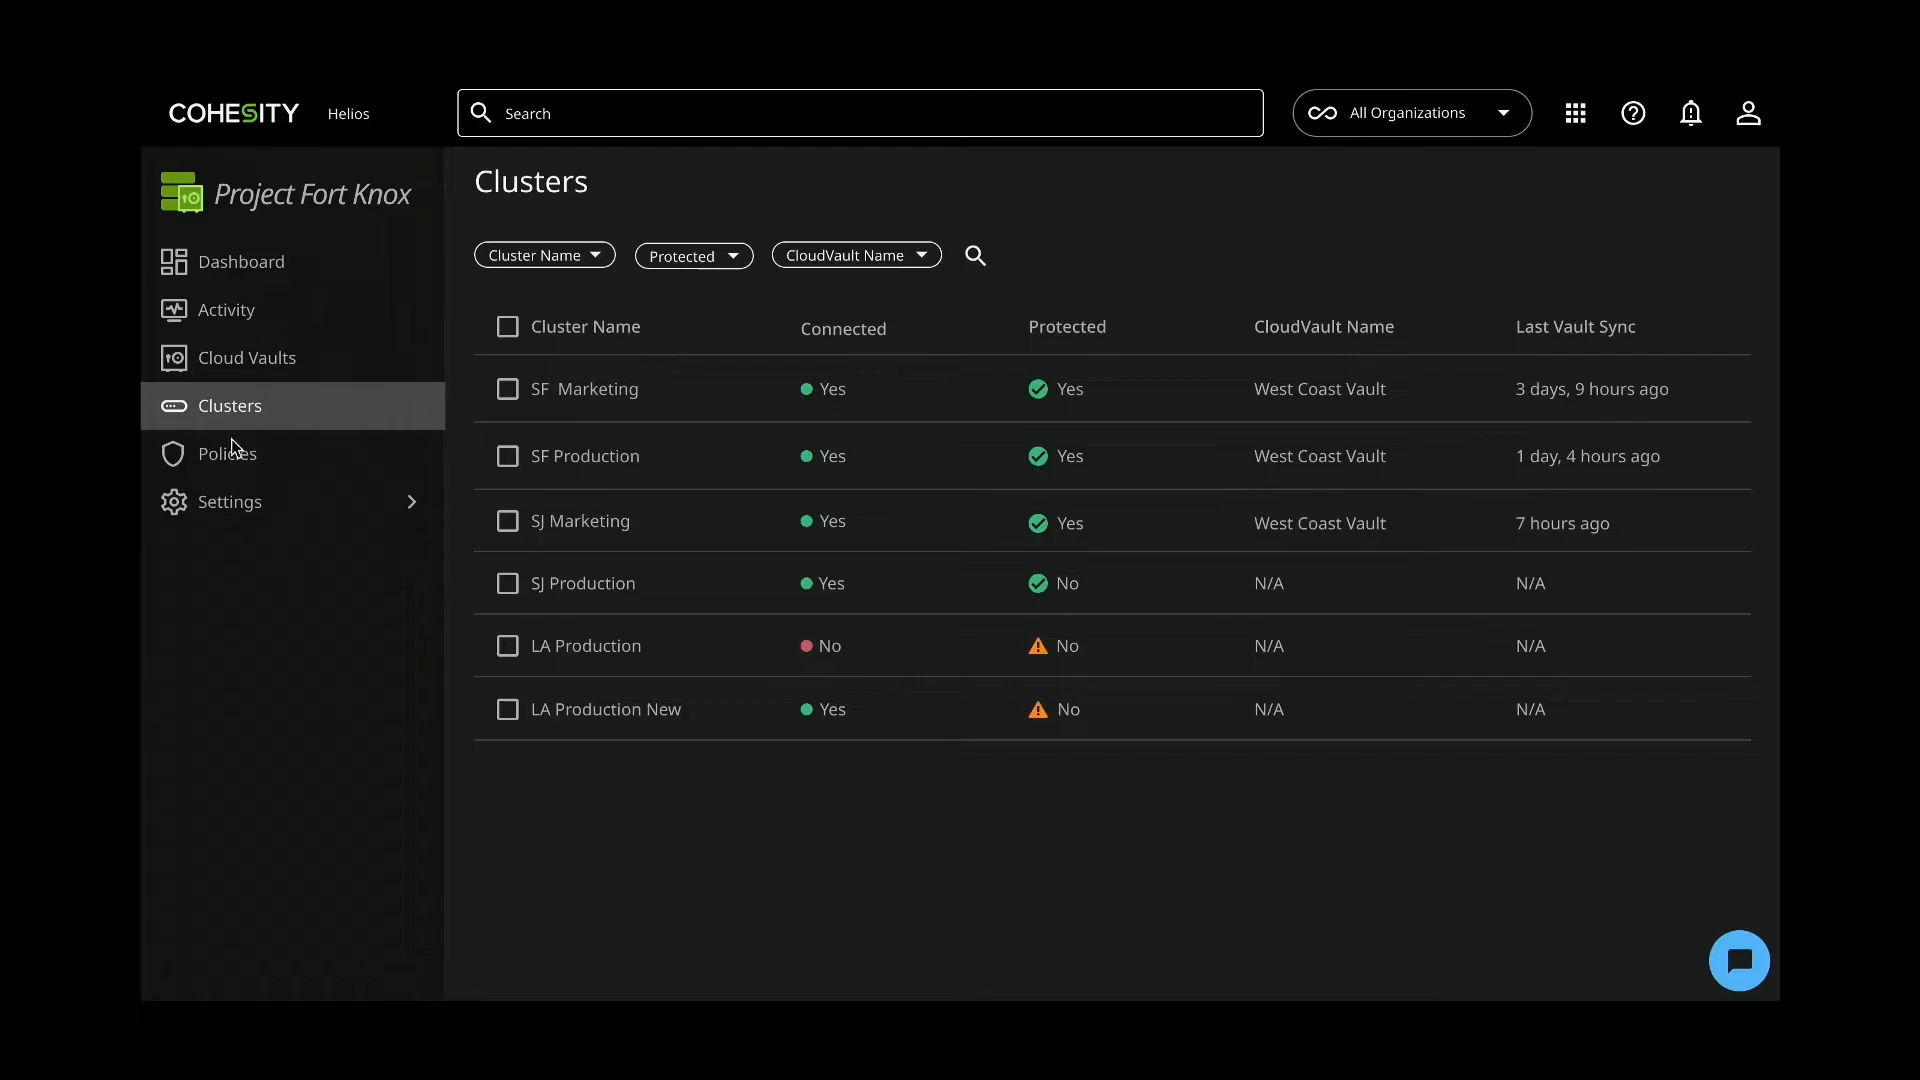 COHESITY Helios Search All Organizations
Project Fort Knox
Dashboard
Activity
Cloud Vaults
Clusters
Policies
Settings
Clusters
Cluster Name Protected CloudVault Name
Cluster Name Connected Protected CloudVault Name Last Vault Sync
SF Marketing Yes Yes West Coast Vault 3 days, 9 hours ago
SF Production Yes Yes West Coast Vault 1 day, 4 hours ago
SJ Marketing Yes Yes West Coast Vault 7 hours ago
SJ Production Yes No N/A N/A
LA Production No No N/A N/A
LA Production New Yes No N/A N/A